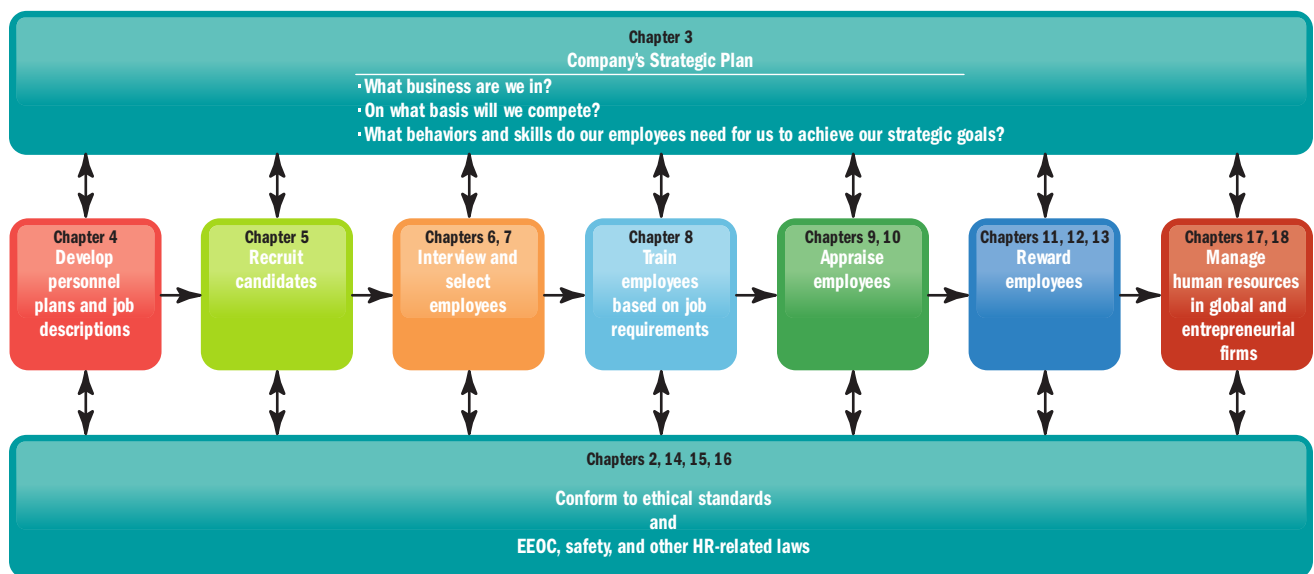 Chapter 3
Company's Strategic Plan
· What business are we in?
· On what basis will we compete?
· What behaviors and skills do our employees need for us to achieve our strategic goals?
Chapter 4
Develop
personnel
plans and job
descriptions
Chapter 5
Recruit
candidates
Chapters 6, 7
Interview and
select
employees
Chapter 8
Train
employees
based on job
requirements
Chapters 9, 10
Appraise
employees
Chapters 11, 12, 13
Reward
employees
Chapters 17, 18
Manage
human resources
in global and
entrepreneurial
firms
Chapters 2, 14, 15, 16
Conform to ethical standards
and
EEOC, safety, and other HR-related laws